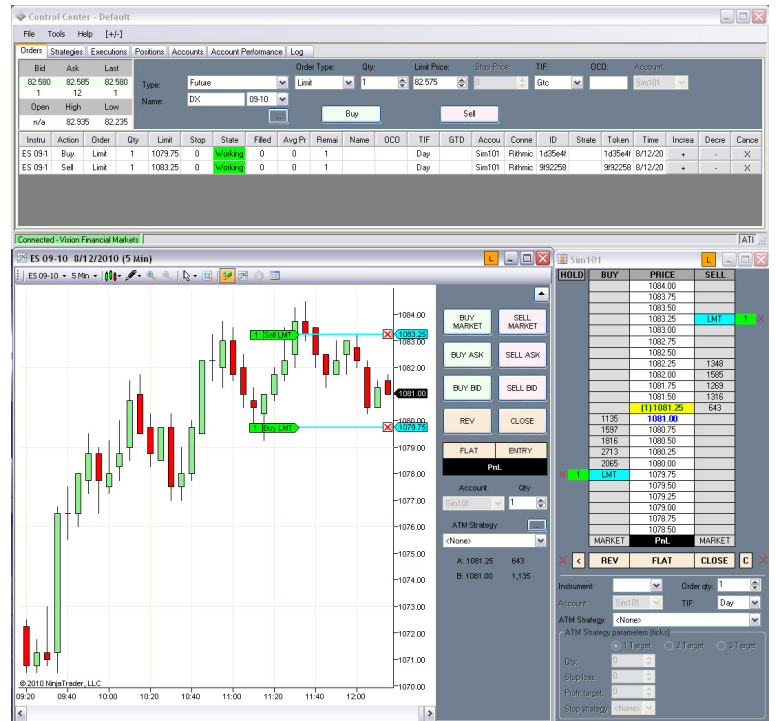 Control Center - Default
File Tools Help [+/-]
Orders Strategies Executions Positions Accounts Account Performance Log
Bid Ask Last
82.580 82.585 82.580
1 12 1
Open High Low
n/a 82.935 82.235
Order Type: Qty: Limit Price: Stop Price: TIF: OCO: Account:
Type: Future Limit 1 82.575 0 Gtc Sim101
Name: DX 09-10 ...
Buy Sell
Instru Action Order Qty Limit Stop State Filled Avg Pr Remai Name OCO TIF GTD Accou Conne ID Strate Token Time Increa Decre Cance
ES 09-1 Buy Limit 1 1079.75 0 Working 0 0 1 Day Sim101 Rithmic 1d35e4f 1d35e4f 8/12/20 + - X
ES 09-1 Sell Limit 1 1083.25 0 Working 0 0 1 Day Sim101 Rithmic 9f92258 9f92258 8/12/20 + - X
Connected - Vision Financial Markets ATI
ES 09-10 8/12/2010 (5 Min) L
ES 09-10 5 Min
1084.00
1083.25
1083.00
1082.00
1081.00
1080.00
1079.75
1079.00
1078.00
1077.00
1076.00
1075.00
1074.00
1073.00
1072.00
1071.00
1070.00
1 Sell LMT
1 Buy LMT
© 2010 NinjaTrader, LLC
09:20 09:40 10:00 10:20 10:40 11:00 11:20 11:40 12:00
BUY MARKET SELL MARKET
BUY ASK SELL ASK
BUY BID SELL BID
REV CLOSE
FLAT ENTRY
PnL
Account Qty
Sim101 1
ATM Strategy ...
<None>
A: 1081.25 643
B: 1081.00 1,135
Sim101 L
HOLD BUY PRICE SELL
1084.00
1083.75
1083.50
1083.25 LMT 1 X
1083.00
1082.75
1082.50
1082.25 1348
1082.00 1585
1081.75 1269
1081.50 1316
(1) 1081.25 643
1135 1081.00
1597 1080.75
1816 1080.50
2713 1080.25
2065 1080.00
X 1 LMT 1079.75
1079.50
1079.25
1079.00
1078.75
1078.50
MARKET PnL MARKET
X < REV FLAT CLOSE C X
Instrument: Order qty: 1
Account: Sim101 TIF: Day
ATM Strategy: <None>
ATM Strategy parameters (ticks)
1 Target 2 Target 3 Target
Qty: 0
Stop loss: 0
Profit target: 0
Stop strategy: <None>